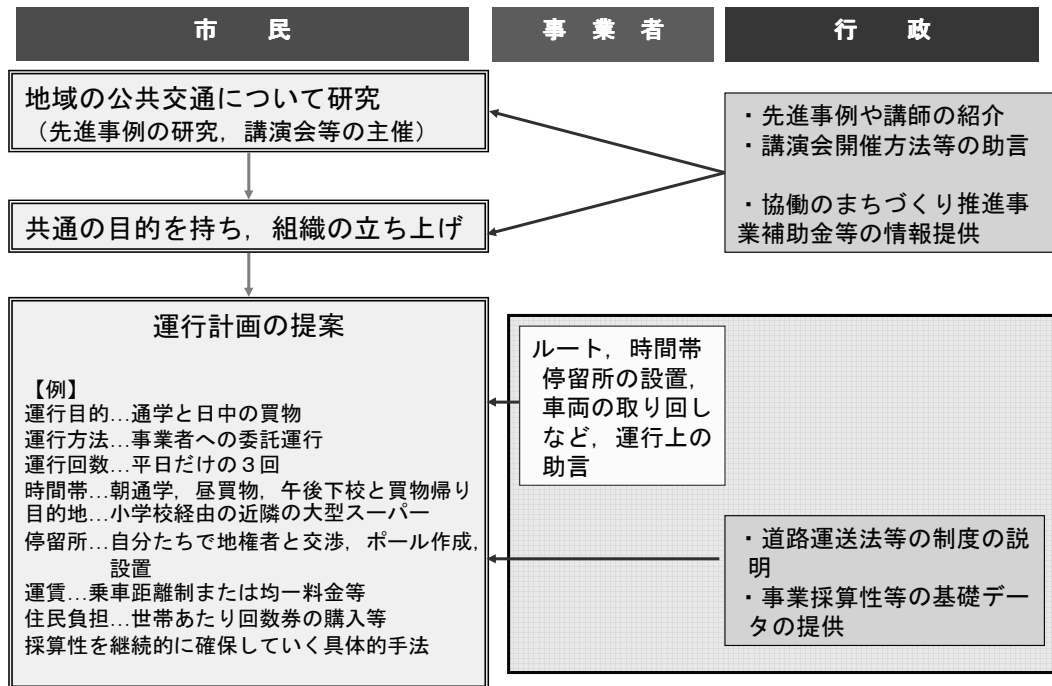 市 民
事 業 者
行 政
地域の公共交通について研究
（先進事例の研究，講演会等の主催）
共通の目的を持ち，組織の立ち上げ
・先進事例や講師の紹介
・講演会開催方法等の助言
・協働のまちづくり推進事
業補助金等の情報提供
運行計画の提案
【例】
運行目的…通学と日中の買物
運行方法…事業者への委託運行
運行回数…平日だけの３回
時間帯…朝通学，昼買物，午後下校と買物帰り
目的地…小学校経由の近隣の大型スーパー
停留所…自分たちで地権者と交渉，ポール作成，
設置
運賃…乗車距離制または均一料金等
住民負担…世帯あたり回数券の購入等
採算性を継続的に確保していく具体的手法
ルート，時間帯
停留所の設置，
車両の取り回し
など，運行上の
助言
・道路運送法等の制度の説
明
・事業採算性等の基礎デー
タの提供